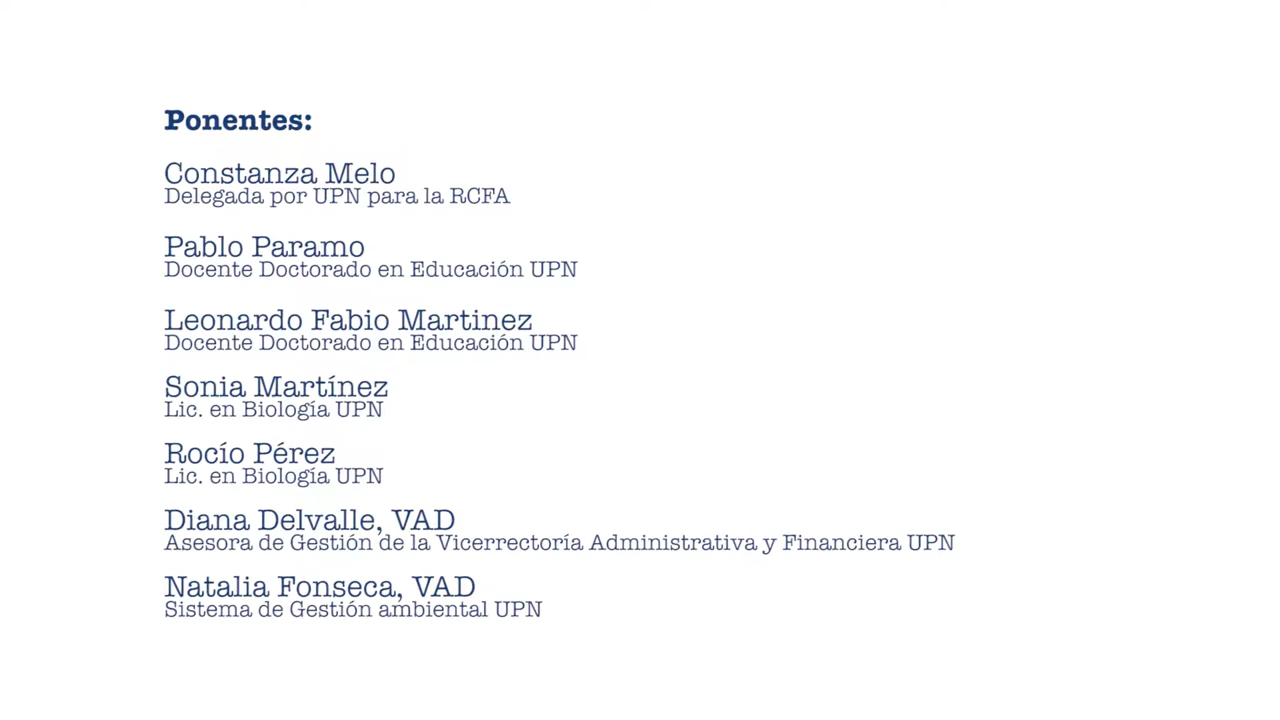 Ponentes:
Constanza Melo
Delegada por UPN para la RCFA
Pablo Paramo
Docente Doctorado en Educación UPN
Leonardo Fabio Martinez
Docente Doctorado en Educación UPN
Sonia Martínez
Lic. en Biología UPN
Rocío Pérez
Lic. en Biología UPN
Diana Delvalle, VAD
Asesora de Gestión de la Vicerrectoría Administrativa y Financiera UPN
Natalia Fonseca, VAD
Sistema de Gestión ambiental UPN